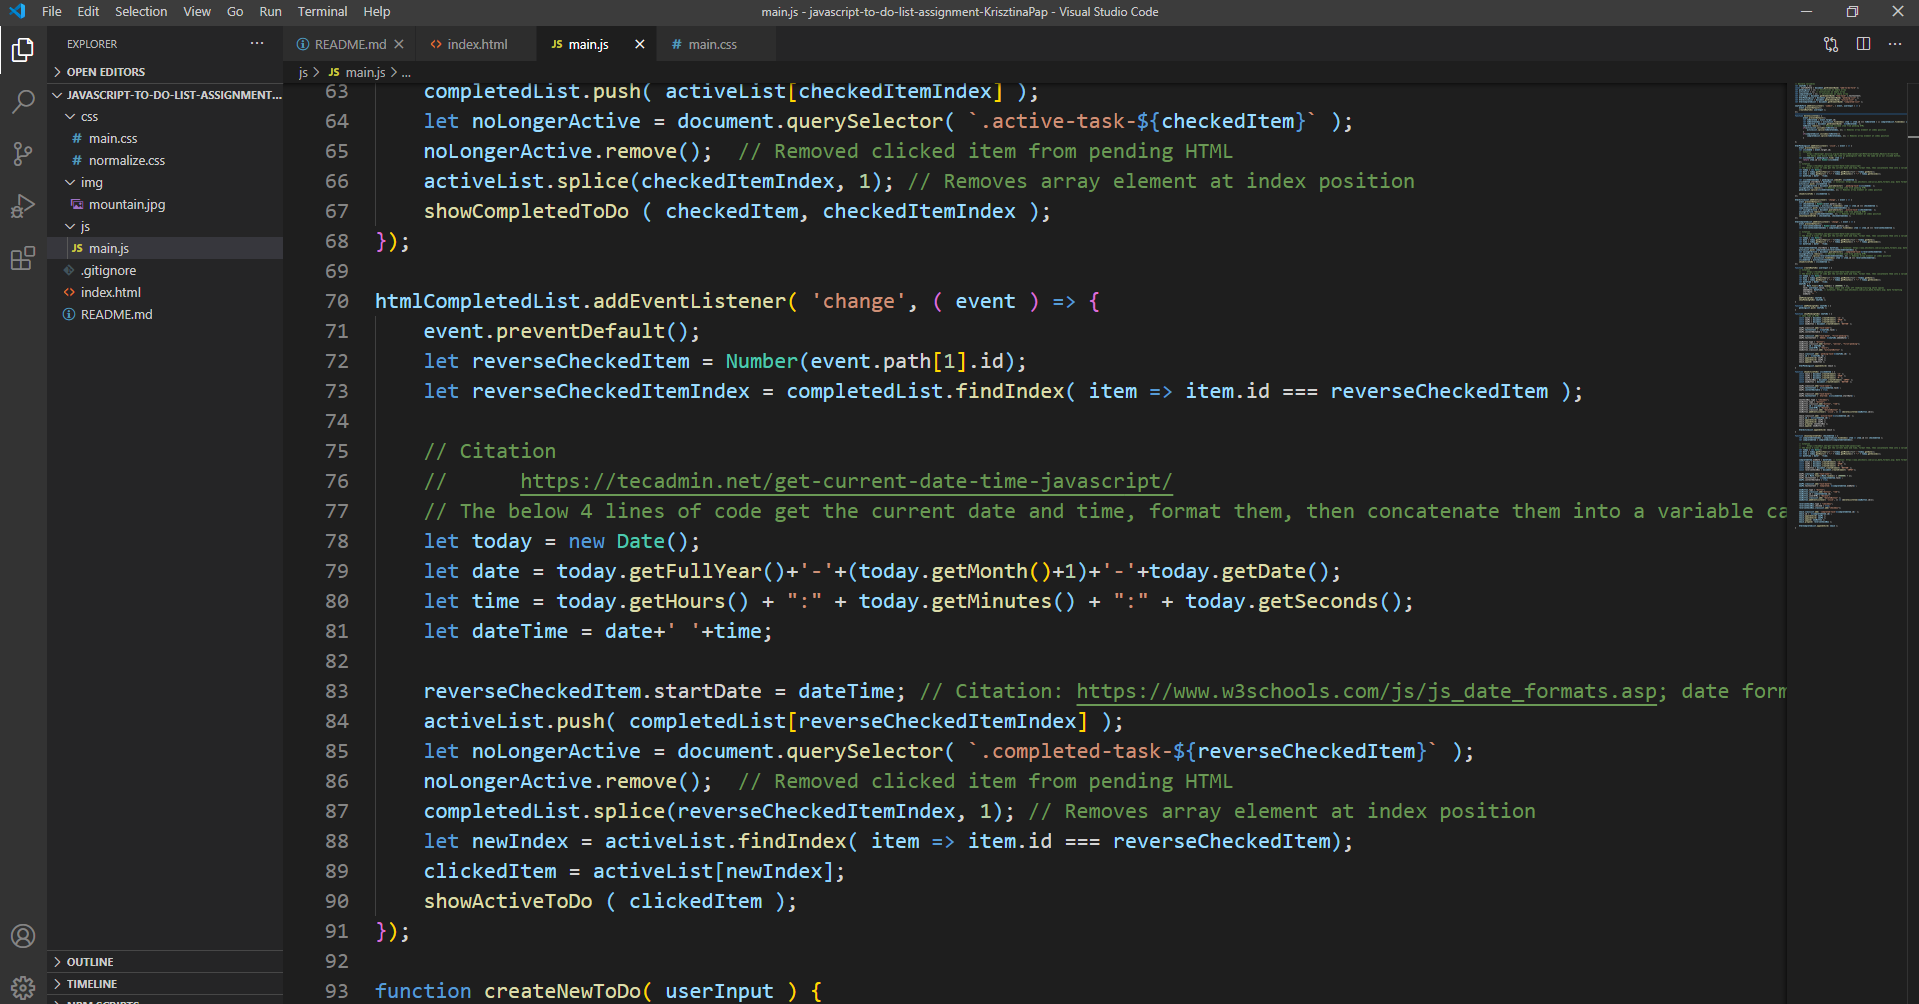 File Edit Selection View Go Run Terminal Help
main.js - javascript-to-do-list-assignment-KrisztinaPap - Visual Studio Code
EXPLORER
OPEN EDITORS
JAVASCRIPT-TO-DO-LIST-ASSIGNMENT...
css
# main.css
# normalize.css
img
mountain.jpg
js
JS main.js
.gitignore
<> index.html
README.md
OUTLINE
TIMELINE
NPM SCRIPTS
README.md
<> index.html
JS main.js
# main.css
js > JS main.js > ...
63 completedList.push( activeList[checkedItemIndex] );
64 let noLongerActive = document.querySelector( `.active-task-${checkedItem}` );
65 noLongerActive.remove();  // Removed clicked item from pending HTML
66 activeList.splice(checkedItemIndex, 1); // Removes array element at index position
67 showCompletedToDo ( checkedItem, checkedItemIndex );
68 });
69
70 htmlCompletedList.addEventListener( 'change', ( event ) => {
71 event.preventDefault();
72 let reverseCheckedItem = Number(event.path[1].id);
73 let reverseCheckedItemIndex = completedList.findIndex( item => item.id === reverseCheckedItem );
74
75 // Citation
76 //      https://tecadmin.net/get-current-date-time-javascript/
77 // The below 4 lines of code get the current date and time, format them, then concatenate them into a variable ca
78 let today = new Date();
79 let date = today.getFullYear()+'-'+(today.getMonth()+1)+'-'+today.getDate();
80 let time = today.getHours() + ":" + today.getMinutes() + ":" + today.getSeconds();
81 let dateTime = date+' '+time;
82
83 reverseCheckedItem.startDate = dateTime; // Citation: https://www.w3schools.com/js/js_date_formats.asp; date form
84 activeList.push( completedList[reverseCheckedItemIndex] );
85 let noLongerActive = document.querySelector( `.completed-task-${reverseCheckedItem}` );
86 noLongerActive.remove();  // Removed clicked item from pending HTML
87 completedList.splice(reverseCheckedItemIndex, 1); // Removes array element at index position
88 let newIndex = activeList.findIndex( item => item.id === reverseCheckedItem);
89 clickedItem = activeList[newIndex];
90 showActiveToDo ( clickedItem );
91 });
92
93 function createNewToDo( userInput ) {